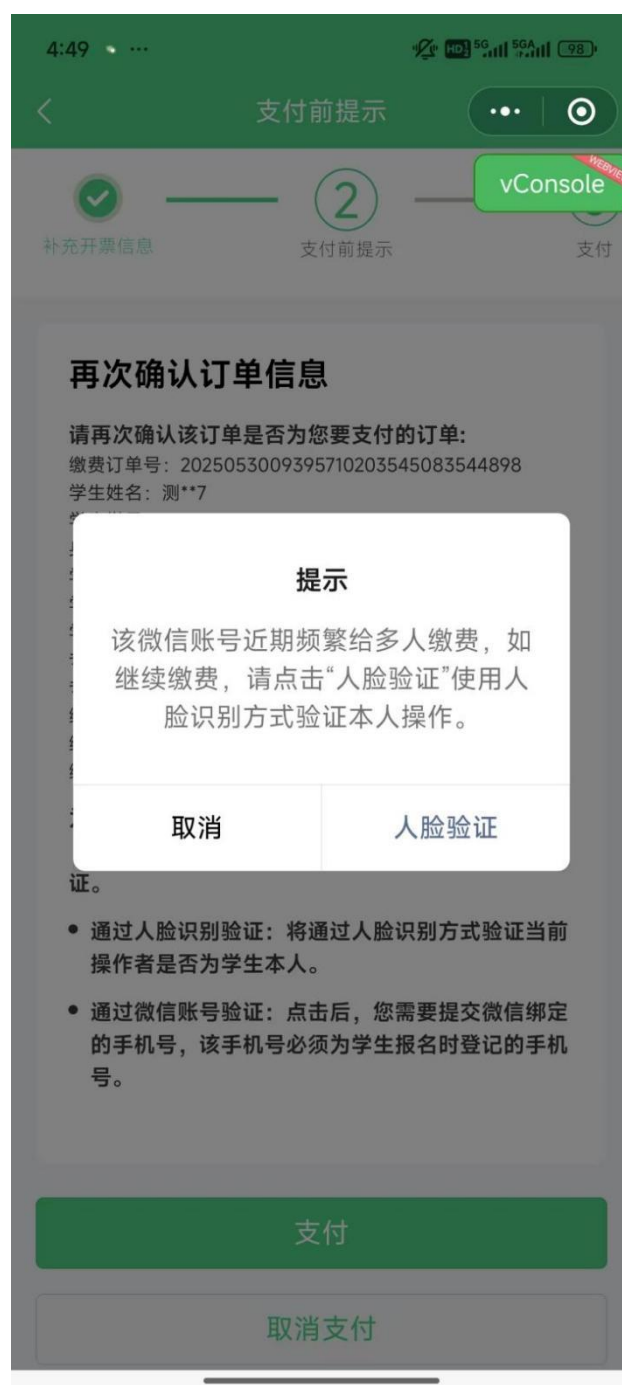 4:49 ...
HD2 5G 5GA 98
支付前提示
WEBVIE
vConsole
2
补充开票信息
支付前提示
支付
再次确认订单信息
请再次确认该订单是否为您要支付的订单:
缴费订单号: 2025053009395710203545083544898
学生姓名: 测**7
提示
该微信账号近期频繁给多人缴费，如
继续缴费，请点击“人脸验证”使用人
脸识别方式验证本人操作。
取消
人脸验证
证。
• 通过人脸识别验证：将通过人脸识别方式验证当前
操作者是否为学生本人。
• 通过微信账号验证：点击后，您需要提交微信绑定
的手机号，该手机号必须为学生报名时登记的手机
号。
支付
取消支付